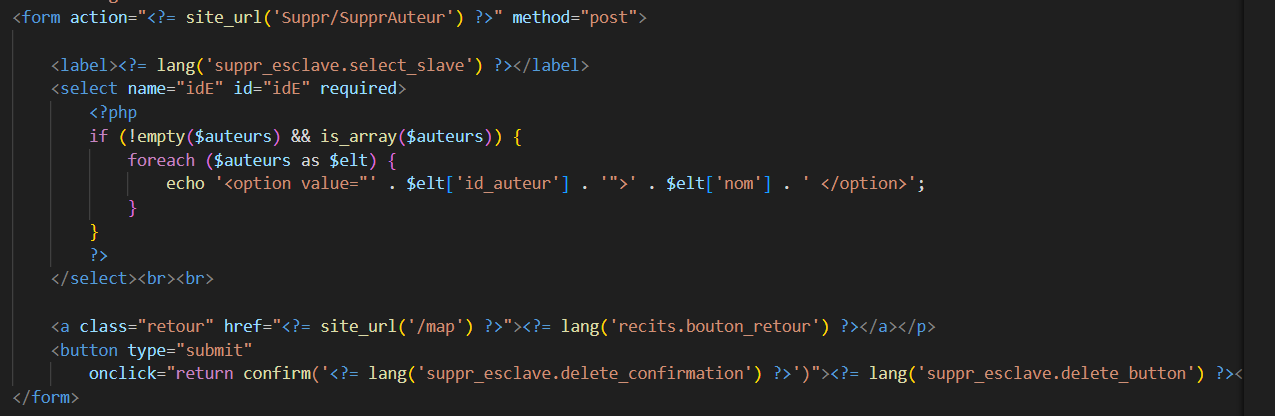 <form action="<?= site_url('Suppr/SupprAuteur') ?>" method="post">
<label><?= lang('suppr_esclave.select_slave') ?></label>
<select name="idE" id="idE" required>
<?php
if (!empty($auteurs) && is_array($auteurs)) {
foreach ($auteurs as $elt) {
echo '<option value="' . $elt['id_auteur'] . '">' . $elt['nom'] . ' </option>';
}
}
?>
</select><br><br>
<a class="retour" href="<?= site_url('/map') ?>"><?= lang('recits.bouton_retour') ?></a></p>
<button type="submit"
onclick="return confirm('<?= lang('suppr_esclave.delete_confirmation') ?>')"><?= lang('suppr_esclave.delete_button') ?><
</form>